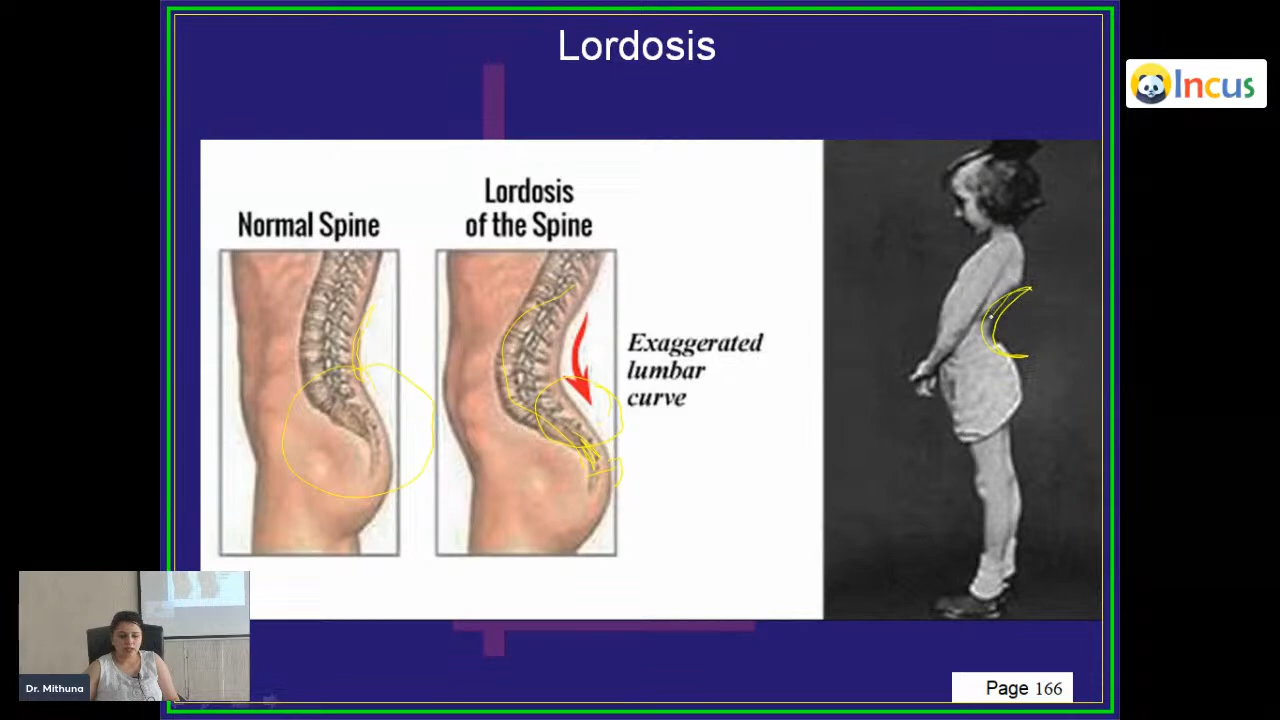 Lordosis
Incus
Lordosis
of the Spine
Normal Spine
Exaggerated
lumbar
curve
Dr. Mithuna
Page 166